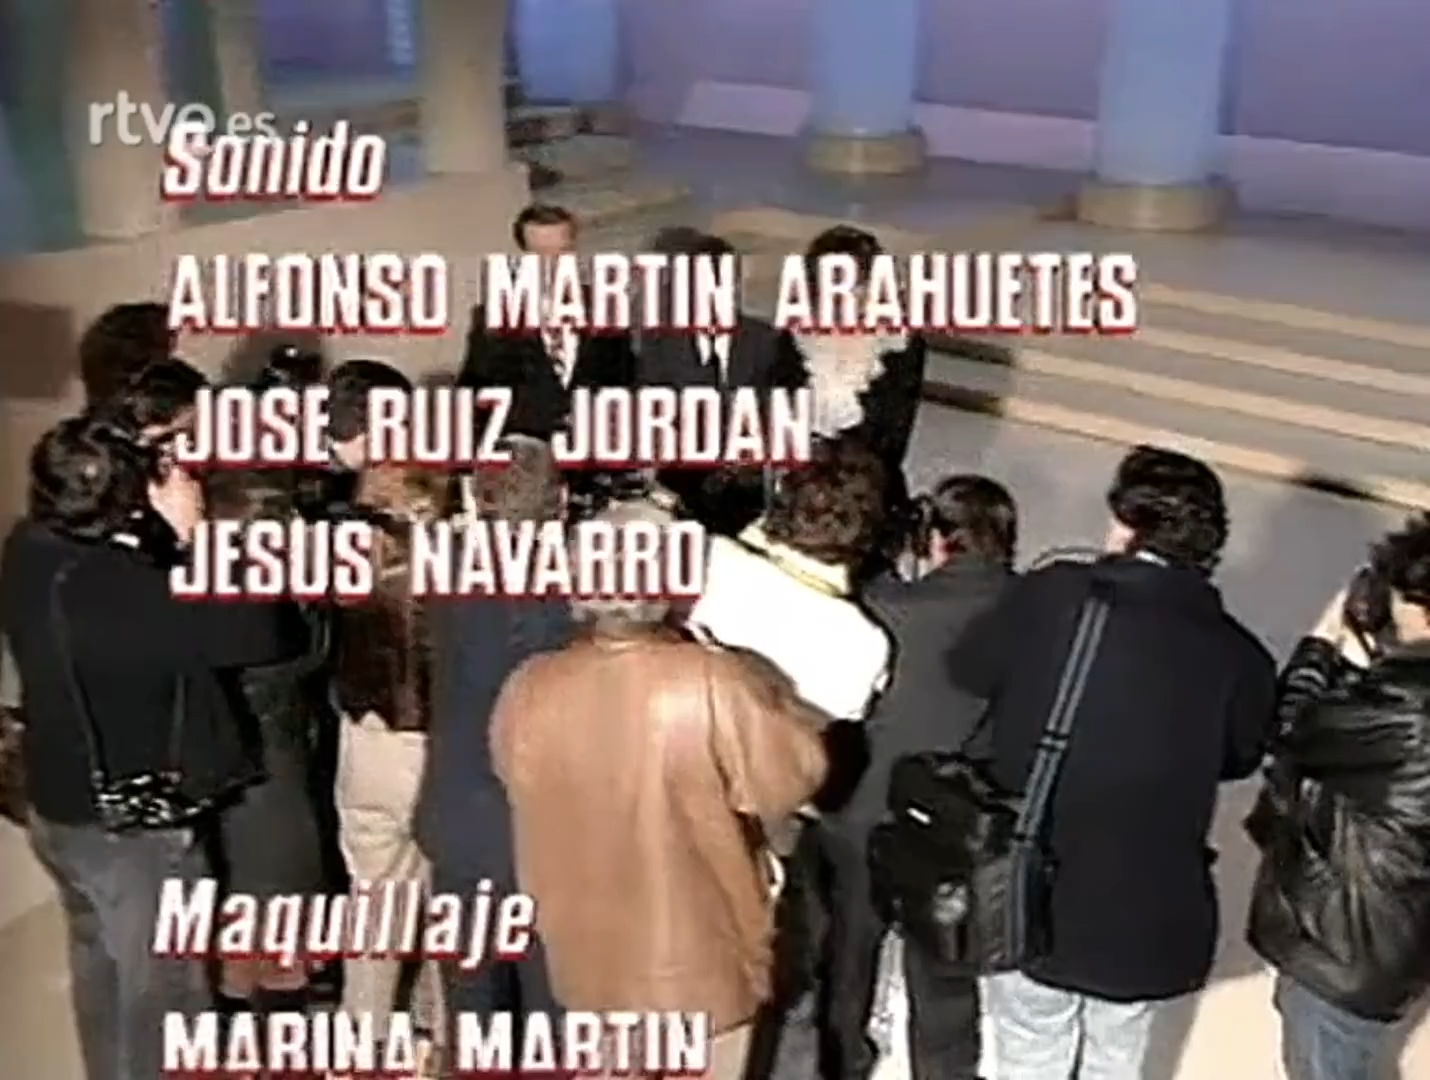 rtve.es
Sonido
ALFONSO MARTIN ARAHUETES
JOSE RUIZ JORDAN
JESUS NAVARRO
Maquillaje
MARINA MARTIN